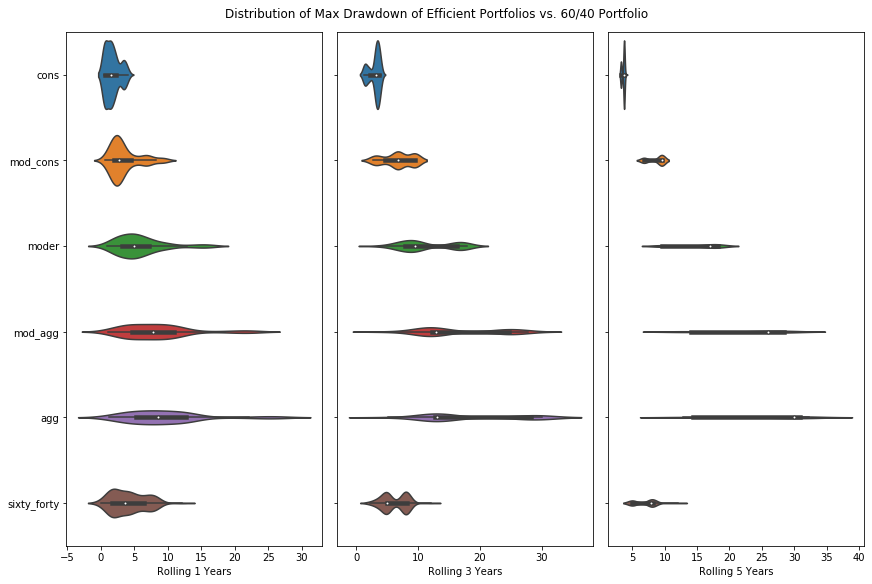 Distribution of Max Drawdown of Efficient Portfolios vs. 60/40 Portfolio
cons
mod_cons
moder
mod_agg
agg
sixty_forty
−5 0 5 10 15 20 25 30
Rolling 1 Years
0 10 20 30
Rolling 3 Years
5 10 15 20 25 30 35 40
Rolling 5 Years